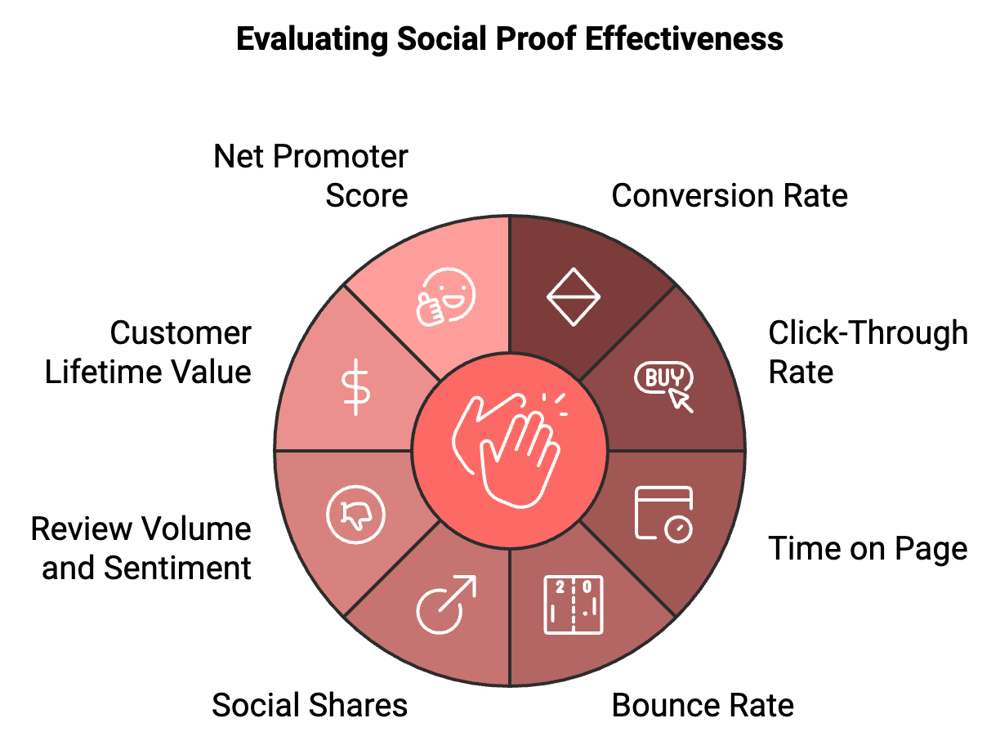 Evaluating Social Proof Effectiveness
Net Promoter
Score
Conversion Rate
Customer
Lifetime Value
Click-Through
Rate
BUY
Review Volume
and Sentiment
Time on Page
2 0
Social Shares
Bounce Rate